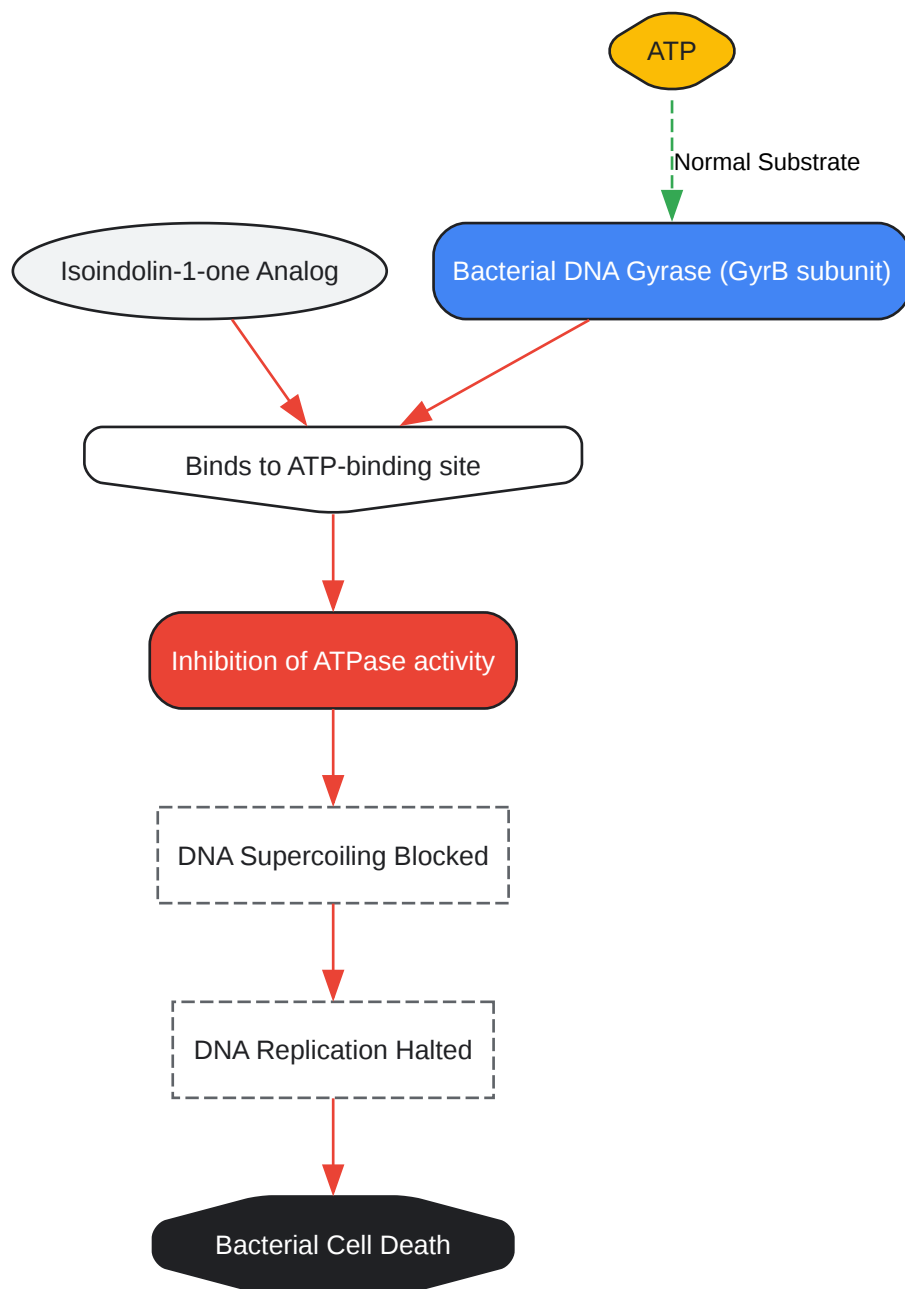 ATP
Normal Substrate
Isoindolin-1-one Analog
Bacterial DNA Gyrase (GyrB subunit)
Binds to ATP-binding site
Inhibition of ATPase activity
DNA Supercoiling Blocked
DNA Replication Halted
Bacterial Cell Death